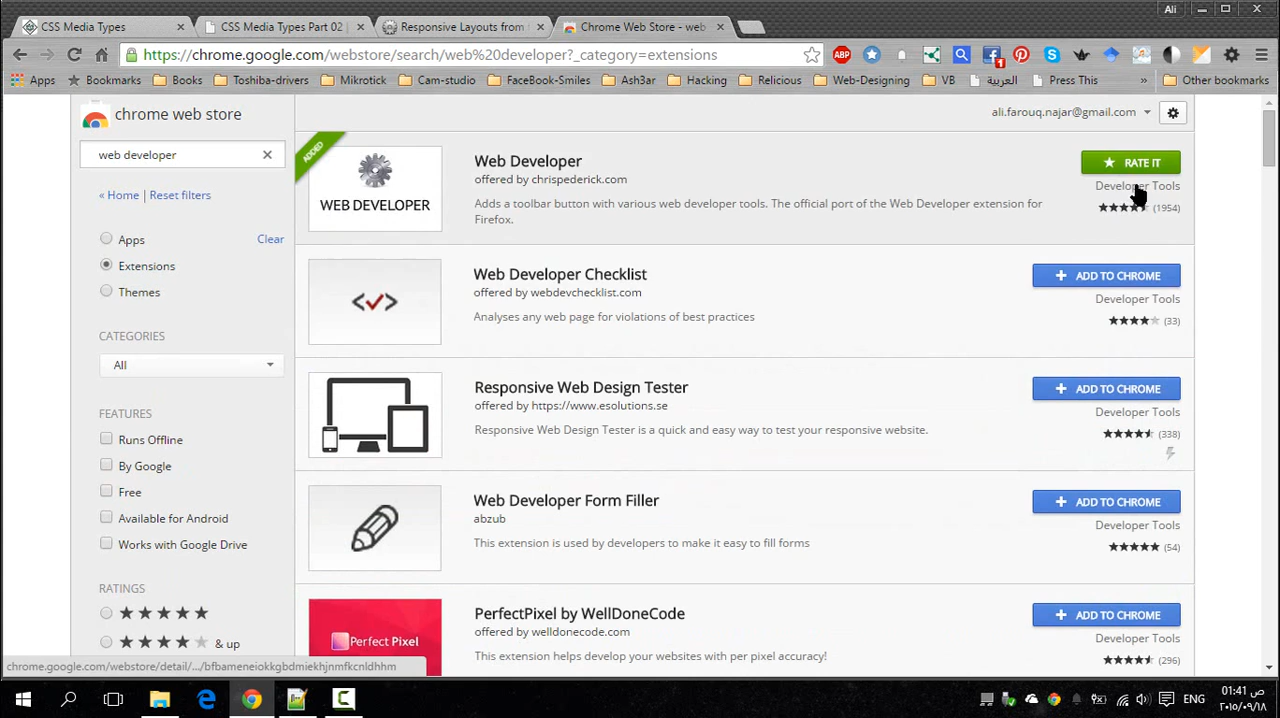 Ali
CSS Media Types
CSS Media Types Part 02
Responsive Layouts from
Chrome Web Store - web
https://chrome.google.com/webstore/search/web%20developer?_category=extensions
ABP
1
Apps
Bookmarks
Books
Toshiba-drivers
Mikrotick
Cam-studio
FaceBook-Smiles
Ash3ar
Hacking
Relicious
Web-Designing
VB
العربية
Press This
»
Other bookmarks
chrome web store
ali.farouq.najar@gmail.com
web developer
« Home | Reset filters
Apps
Clear
Extensions
Themes
CATEGORIES
All
FEATURES
Runs Offline
By Google
Free
Available for Android
Works with Google Drive
RATINGS
& up
ADDED
WEB DEVELOPER
Web Developer
offered by chrispederick.com
Adds a toolbar button with various web developer tools. The official port of the Web Developer extension for
Firefox.
RATE IT
Developer Tools
(1954)
Web Developer Checklist
offered by webdevchecklist.com
Analyses any web page for violations of best practices
ADD TO CHROME
Developer Tools
(33)
Responsive Web Design Tester
offered by https://www.esolutions.se
Responsive Web Design Tester is a quick and easy way to test your responsive website.
ADD TO CHROME
Developer Tools
(338)
Web Developer Form Filler
abzub
This extension is used by developers to make it easy to fill forms
ADD TO CHROME
Developer Tools
(54)
Perfect Pixel
PerfectPixel by WellDoneCode
offered by welldonecode.com
This extension helps develop your websites with per pixel accuracy!
ADD TO CHROME
Developer Tools
(296)
chrome.google.com/webstore/detail/.../bfbameneiokkgbdmiekhjnmfkcnldhhm
ENG
01:41 ص
٢٠١٥/٠٩/١٨